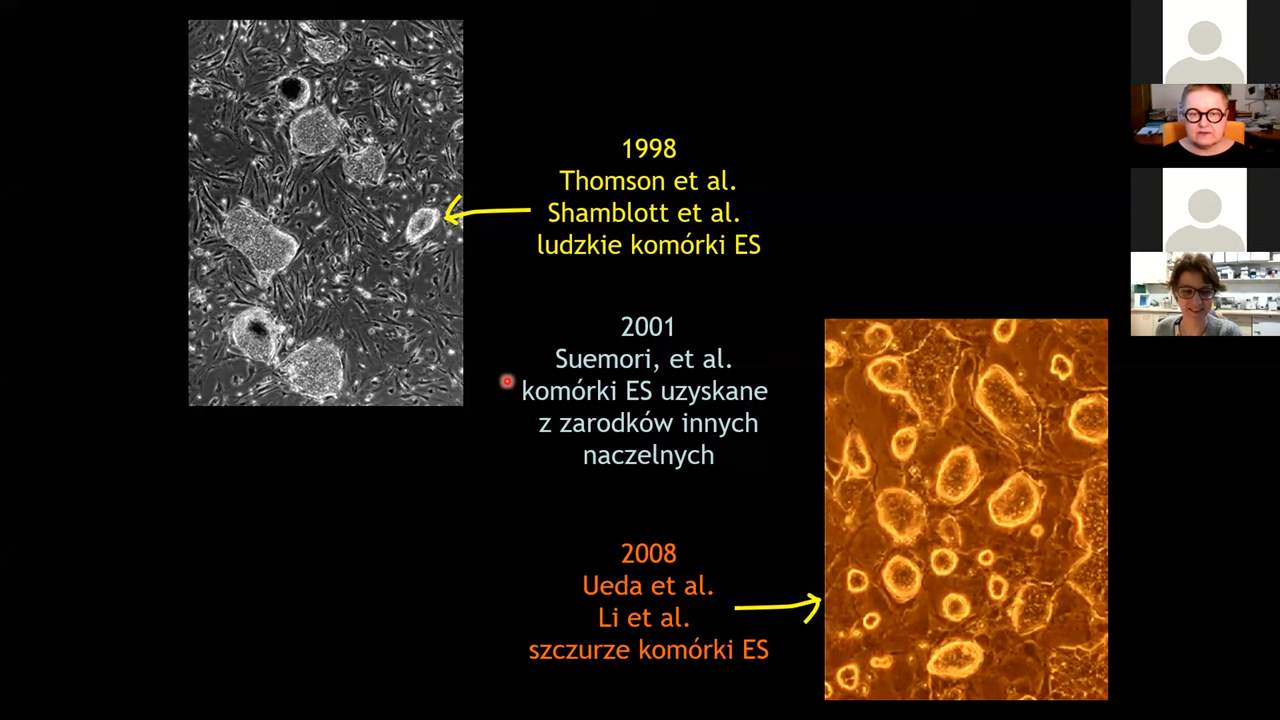 1998
Thomson et al.
Shamblott et al.
ludzkie komórki ES
2001
Suemori, et al.
komórki ES uzyskane
z zarodków innych
naczelnych
2008
Ueda et al.
Li et al.
szczurze komórki ES